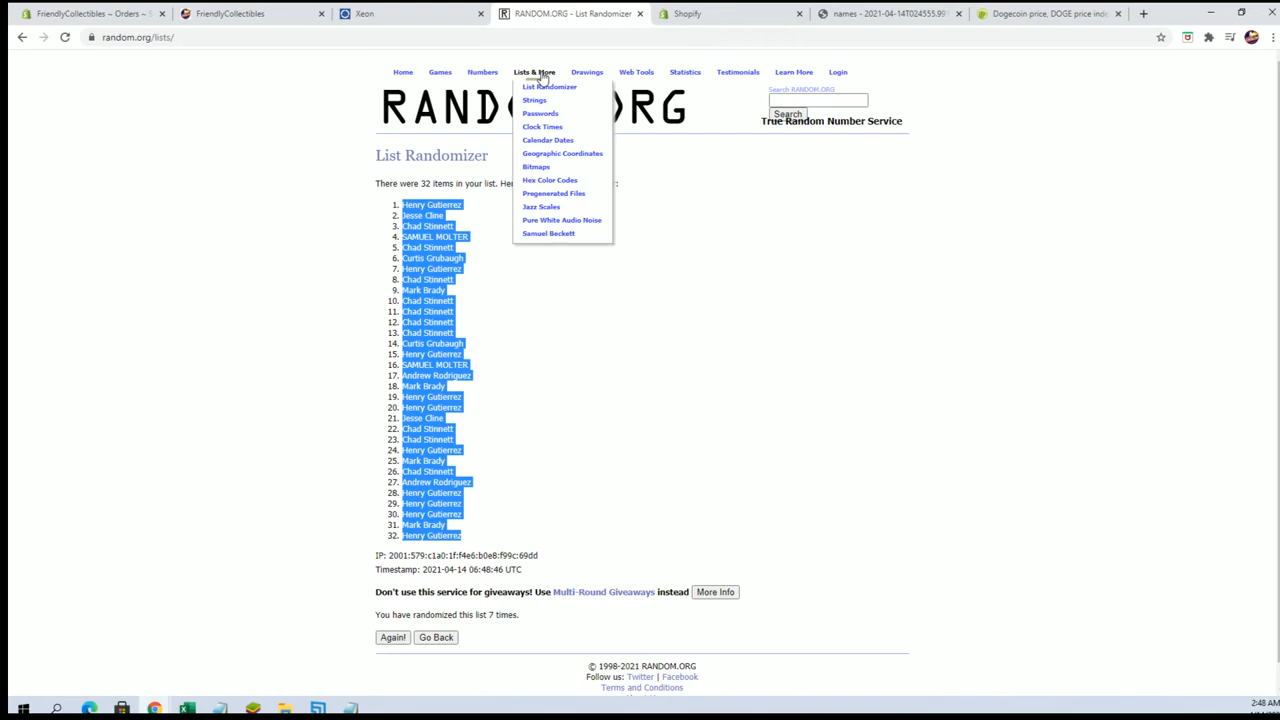 FriendlyCollectibles ~ Orders ~ S
FriendlyCollectibles
Xeon
RANDOM.ORG - List Randomizer
Shopify
names - 2021-04-14T024555.991
Dogecoin price, DOGE price inde
random.org/lists/
Home Games Numbers Lists & More Drawings Web Tools Statistics Testimonials Learn More Login
List Randomizer
Strings
Passwords
Clock Times
Calendar Dates
Geographic Coordinates
Bitmaps
Hex Color Codes
Pregenerated Files
Jazz Scales
Pure White Audio Noise
Samuel Beckett
Search RANDOM.ORG
Search
True Random Number Service
List Randomizer
There were 32 items in your list. Her
1. Henry Gutierrez
2. Jesse Cline
3. Chad Stinnett
4. SAMUEL MOLTER
5. Chad Stinnett
6. Curtis Grubaugh
7. Henry Gutierrez
8. Chad Stinnett
9. Mark Brady
10. Chad Stinnett
11. Chad Stinnett
12. Chad Stinnett
13. Chad Stinnett
14. Curtis Grubaugh
15. Henry Gutierrez
16. SAMUEL MOLTER
17. Andrew Rodriguez
18. Mark Brady
19. Henry Gutierrez
20. Henry Gutierrez
21. Jesse Cline
22. Chad Stinnett
23. Chad Stinnett
24. Henry Gutierrez
25. Mark Brady
26. Chad Stinnett
27. Andrew Rodriguez
28. Henry Gutierrez
29. Henry Gutierrez
30. Henry Gutierrez
31. Mark Brady
32. Henry Gutierrez
IP: 2001:579:c1a0:1f:f4e6:b0e8:f99c:69dd
Timestamp: 2021-04-14 06:48:46 UTC
Don't use this service for giveaways! Use Multi-Round Giveaways instead More Info
You have randomized this list 7 times.
Again! Go Back
© 1998-2021 RANDOM.ORG
Follow us: Twitter | Facebook
Terms and Conditions
2:48 AM